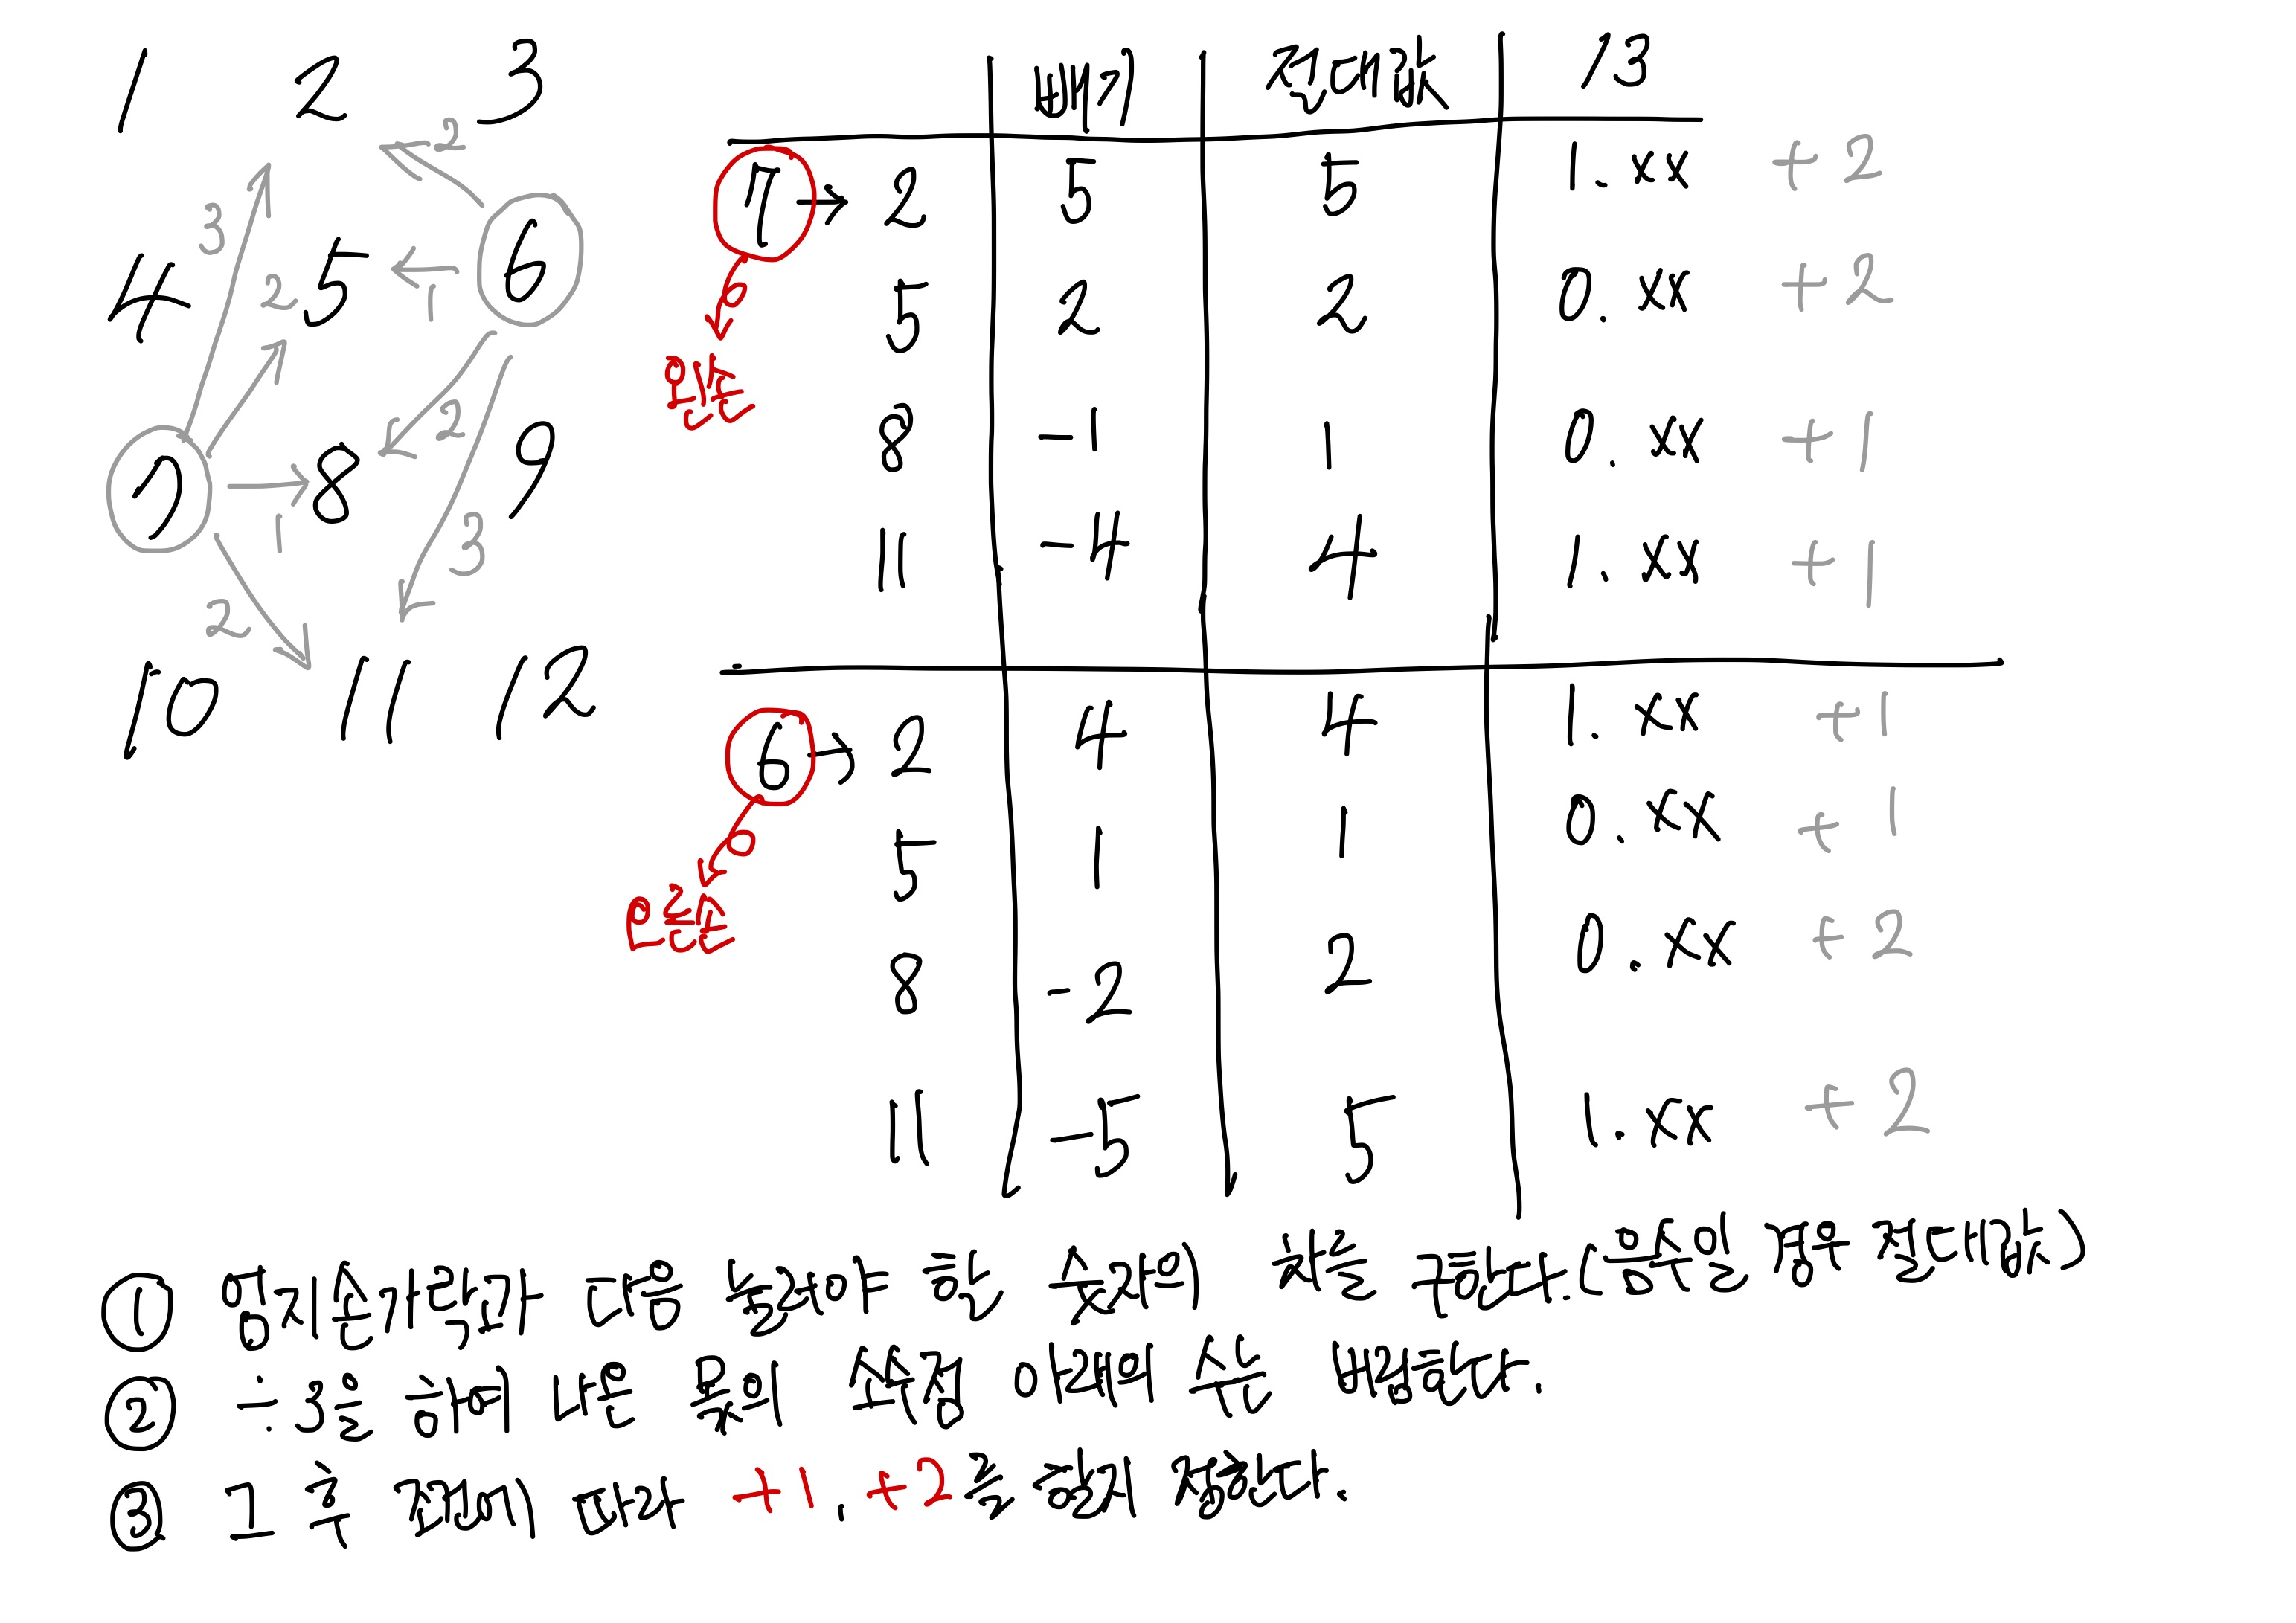 1 2 3
4 5 6
7 8 9
10 11 12
2
3
2
1
2
3
1
2
빼기 절대값 13
7 → 2 5 5 1.xx +2
5 2 2 0.xx +2
8 -1 1 0.xx +1
11 -4 4 1.xx +1
왼손
6 → 2 4 4 1.xx +1
5 1 1 0.xx +1
8 -2 2 0.xx +2
11 -5 5 1.xx +2
오른손
① 엄지손가락과 다음 눌러야 할 숫자의 차를 구한다. (음수일 경우 절대값)
② ÷3을 하여 나온 몫의 소숫점 아래의 수는 버림한다.
③ 그 후 규칙에 따라 +1, +2를 할지 정한다.